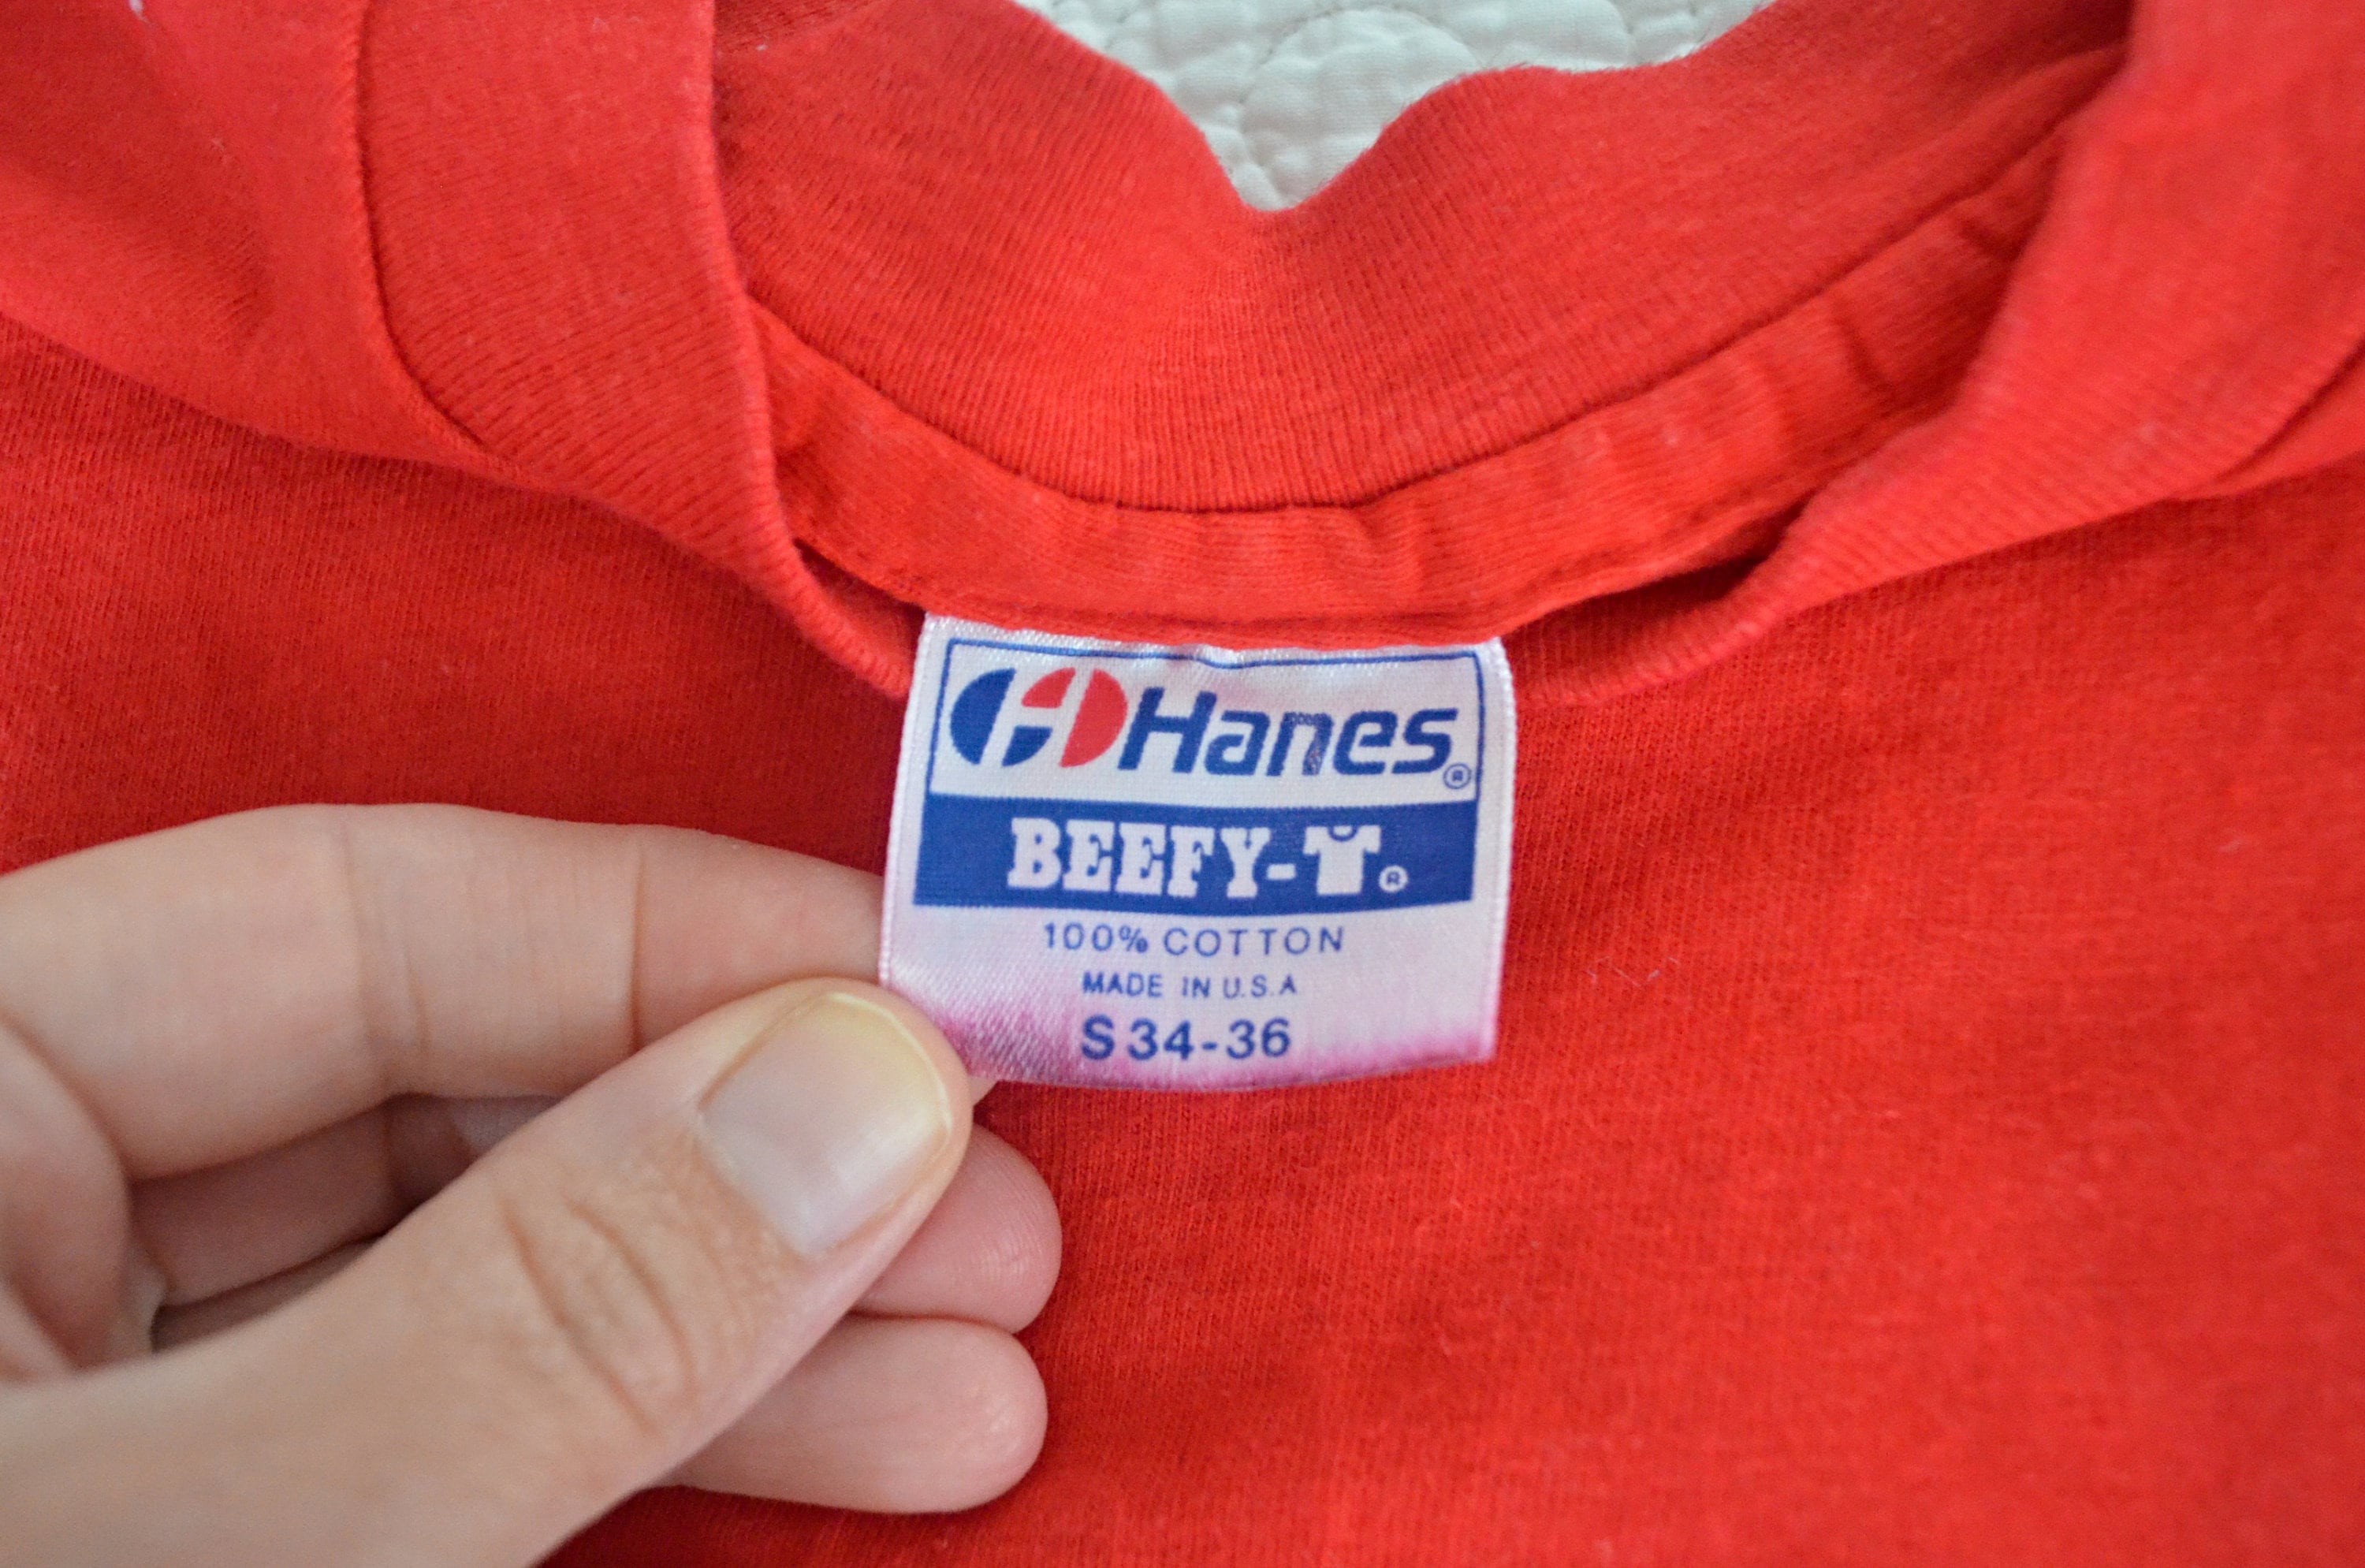 Hanes®
BEEFY-T®
100% COTTON
MADE IN U.S.A
S 34-36